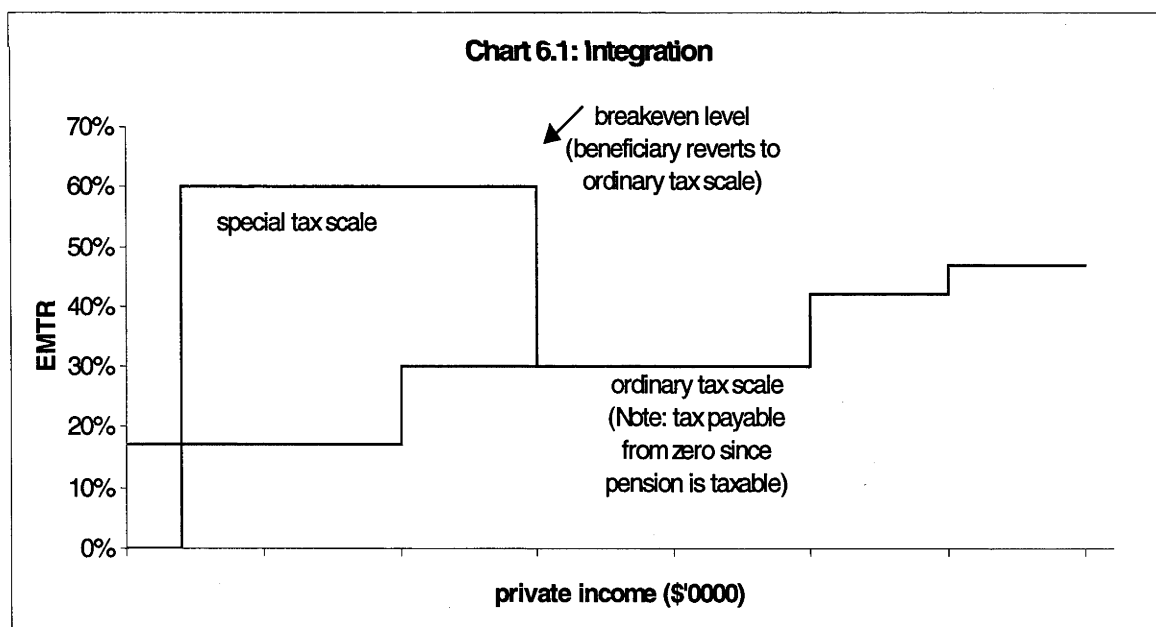 Chart 6.1: Integration
breakeven level
(beneficiary reverts to
ordinary tax scale)
70%
60%
special tax scale
50%
40%
EMTR
30%
ordinary tax scale
(Note: tax payable
from zero since
pension is taxable)
20%
10%
0%
private income ($'0000)